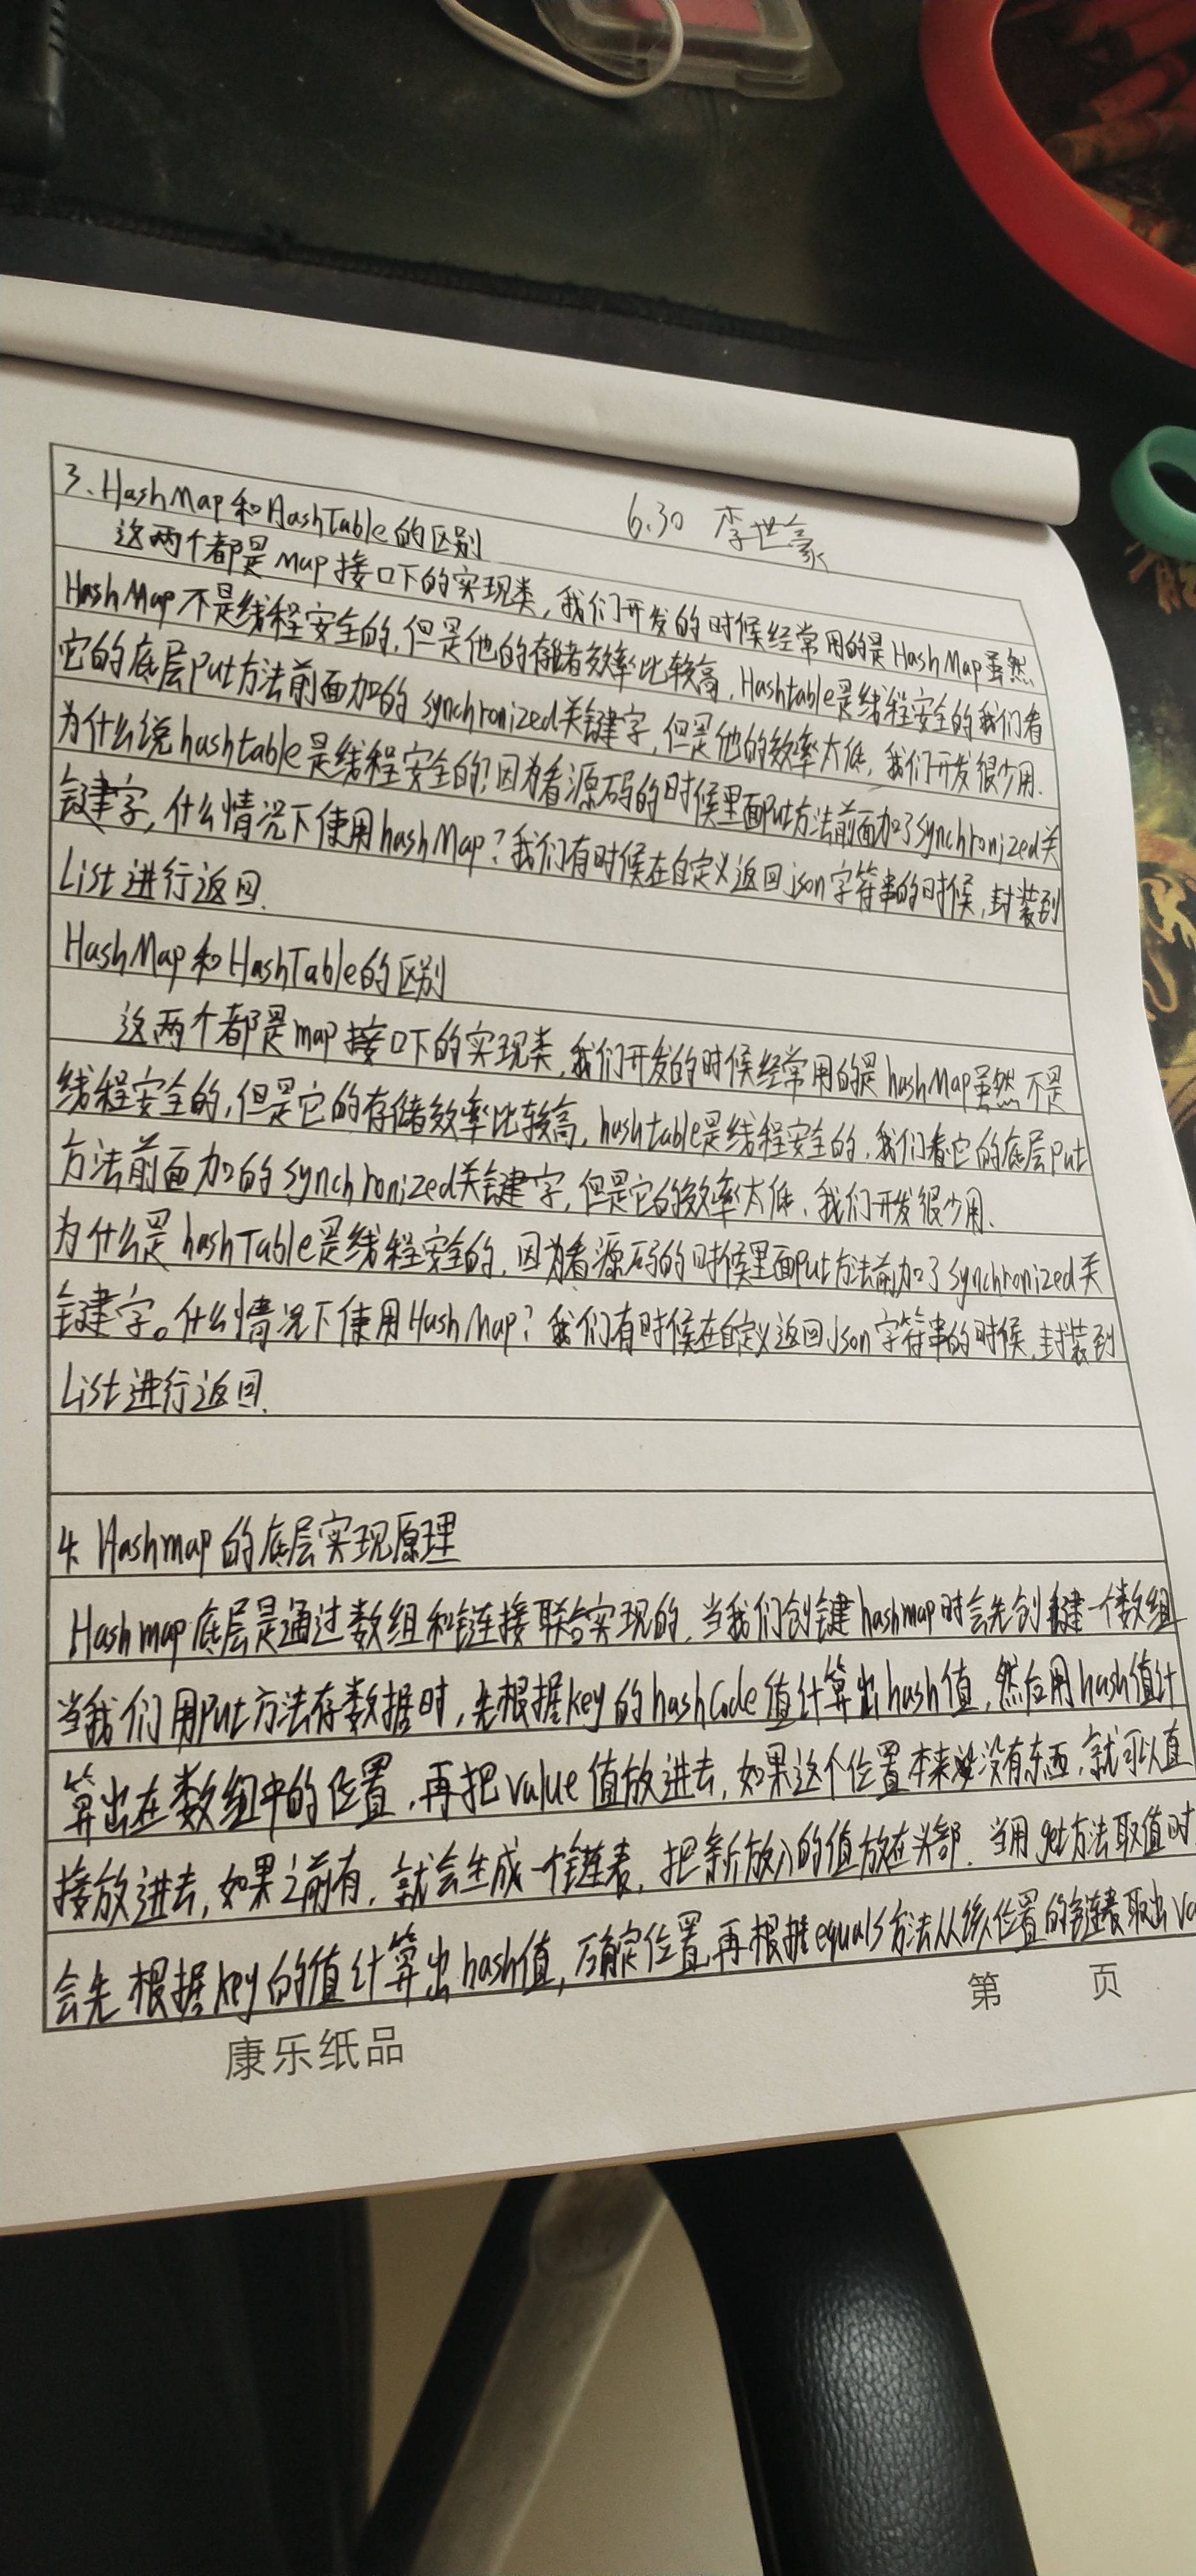 3、HashMap和HashTable的区别
6.30 李世豪
这两个都是map接口下的实现类,我们开发的时候经常用的是HashMap虽然
HashMap不是线程安全的,但是他的存储效率比较高,Hashtable是线程安全的我们看
它的底层Put方法前面加的synchronized关键字,但是他的效率太低,我们开发很少用.
为什么说hashtable是线程安全的?因为看源码的时候里面Put方法前面加了synchronized关
键字,什么情况下使用hashMap?我们有时候在自定义返回json字符串的时候,封装到
List进行返回.
HashMap和HashTable的区别
这两个都是map接口下的实现类,我们开发的时候经常用的是hashMap虽然不是
线程安全的,但是它的存储效率比较高,hashtable是线程安全的,我们看它的底层Put
方法前面加的synchronized关键字,但是它的效率太低、我们开发很少用、
为什么是hashTable是线程安全的,因为看源码的时候里面Put方法前加了synchronized关
键字。什么情况下使用HashMap?我们有时候在自定义返回Json字符串的时候,封装到
List进行返回.
4. Hashmap的底层实现原理
Hashmap底层是通过数组和链接联合实现的,当我们创键hashmap时会先创建一个数组
当我们用Put方法存数据时,先根据key的hashCode值计算出hash值,然后用hash值计
算出在数组中的位置,再把value值放进去,如果这个位置本来没有东西,就可以直
接放进去,如果之前有,就会生成一个链表,把新放入的值放在头部.当用get方法取值时
会先根据key的值计算出hash值,确定位置再根据equals方法从该位置的链表取出va
第 页
康乐纸品